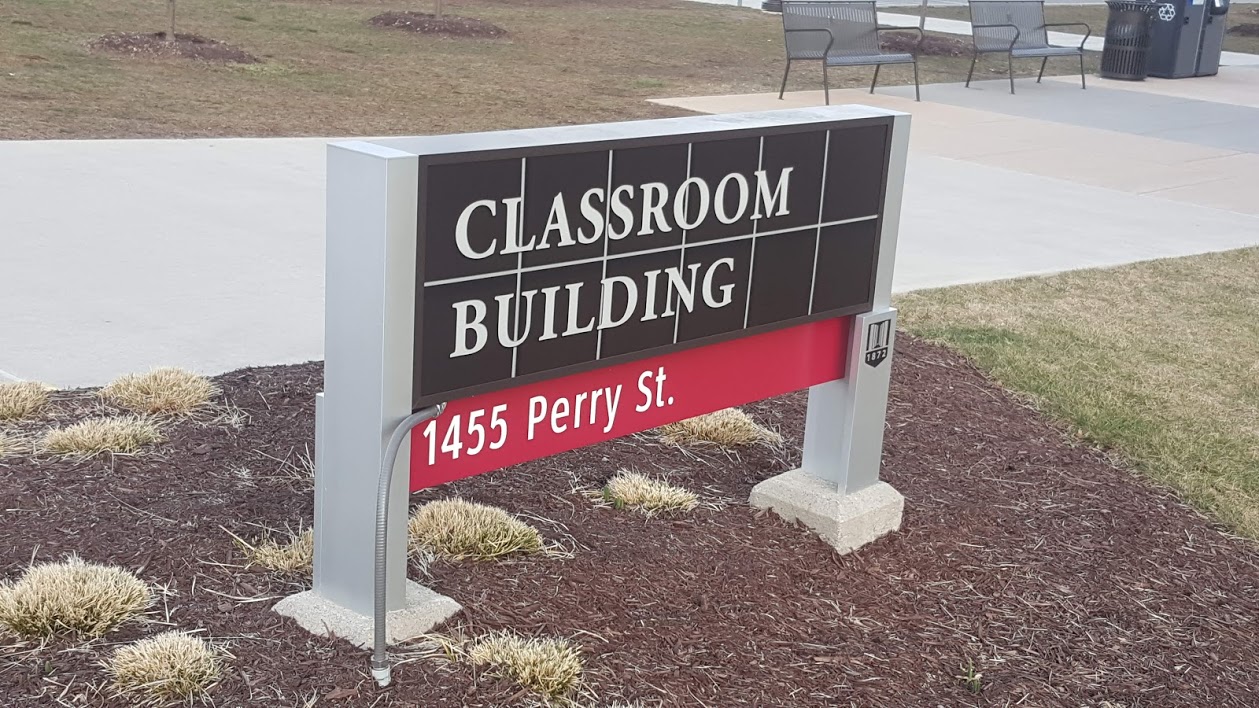 CLASSROOM
BUILDING
1455 Perry St.
1872